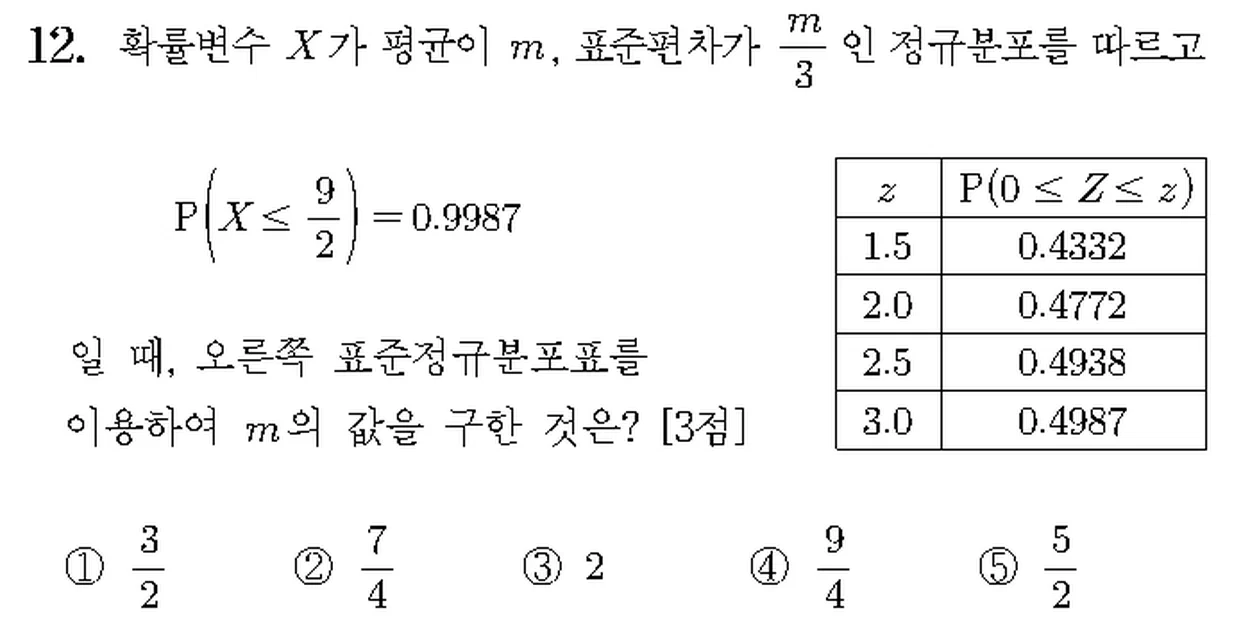 12. 확률변수 X가 평균이 m, 표준편차가 m/3 인 정규분포를 따르고
P(X ≤ 9/2) = 0.9987
z P(0 ≤ Z ≤ z)
1.5 0.4332
2.0 0.4772
2.5 0.4938
3.0 0.4987
일 때, 오른쪽 표준정규분포표를
이용하여 m의 값을 구한 것은? [3점]
① 3/2 ② 7/4 ③ 2 ④ 9/4 ⑤ 5/2